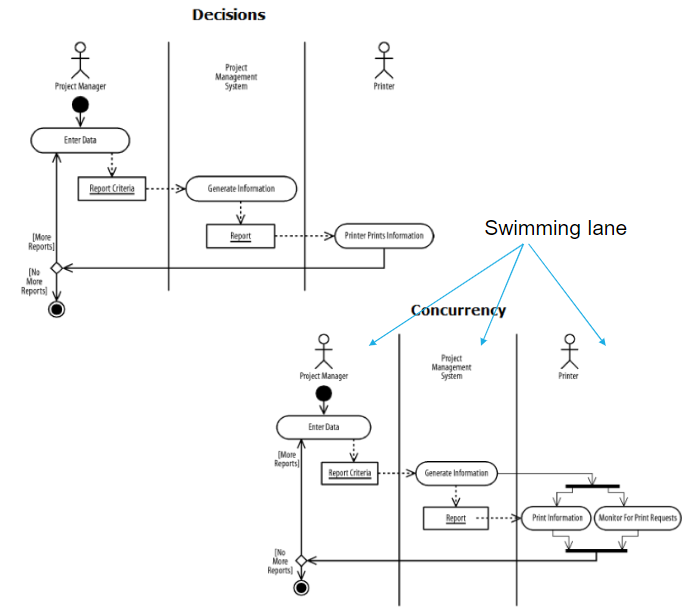 Decisions
Project Manager
Project
Management
System
Printer
Enter Data
Report Criteria
Generate Information
Report
Printer Prints Information
[More
Reports]
[No
More
Reports]
Swimming lane
Concurrency
Project Manager
Project
Management
System
Printer
Enter Data
[More
Reports]
Report Criteria
Generate Information
Report
Print Information
Monitor For Print Requests
[No
More
Reports]